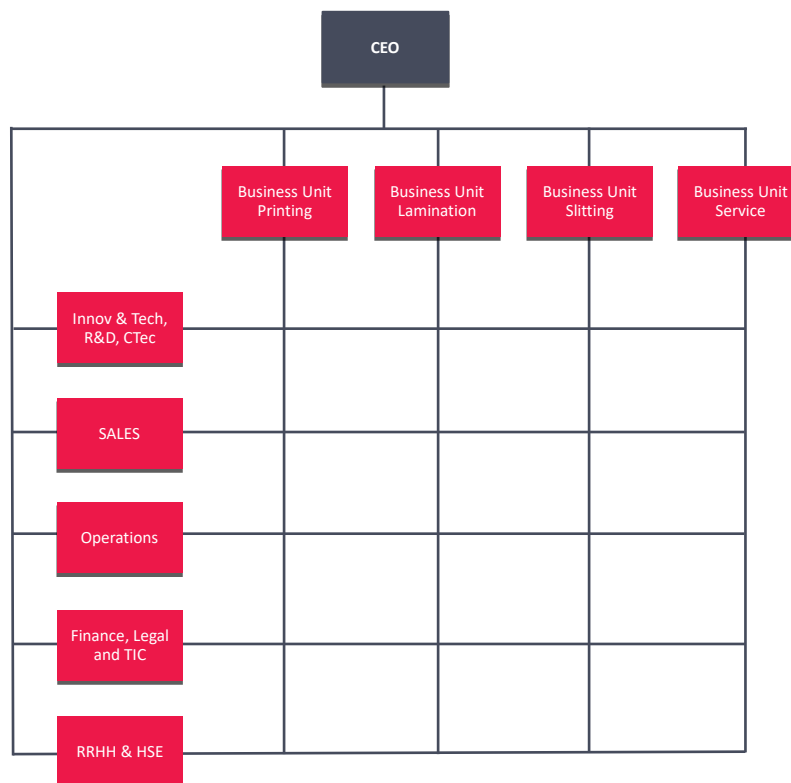 CEO
Business Unit
Printing
Business Unit
Lamination
Business Unit
Slitting
Business Unit
Service
Innov & Tech,
R&D, CTec
SALES
Operations
Finance, Legal
and TIC
RRHH & HSE